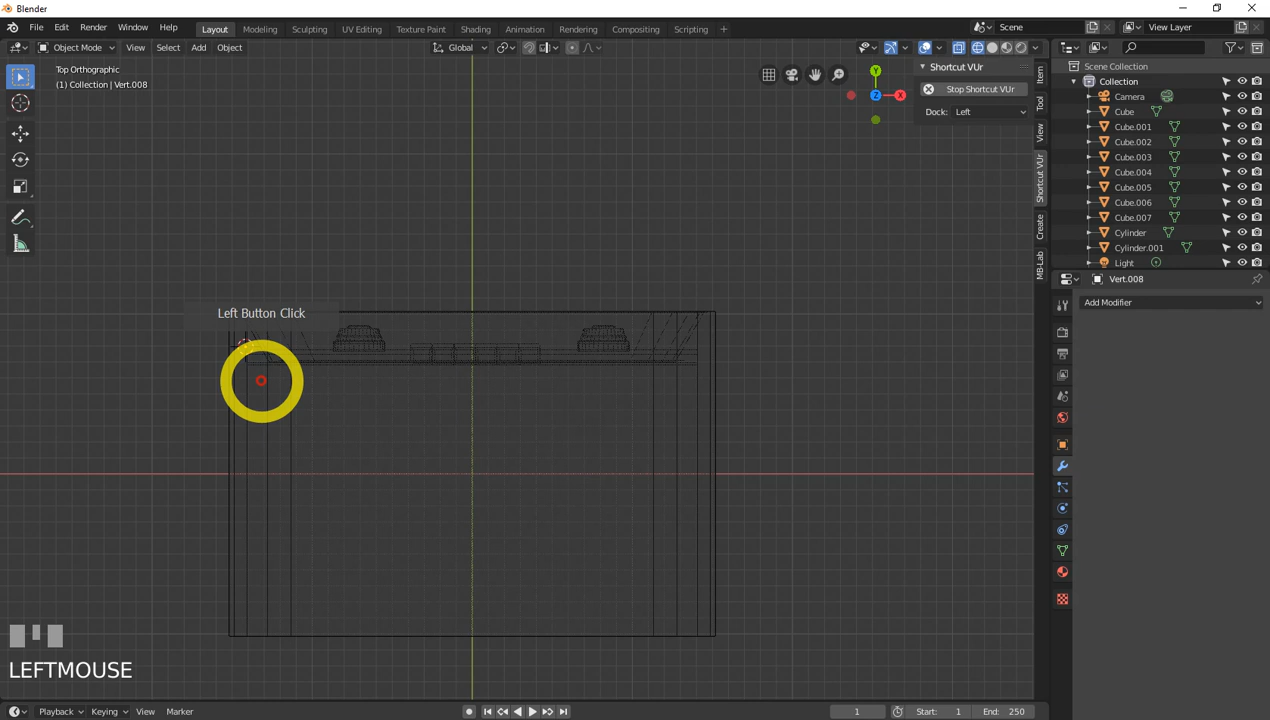 Blender
File Edit Render Window Help
Layout Modeling Sculpting UV Editing Texture Paint Shading Animation Rendering Compositing Scripting +
Scene
View Layer
Object Mode View Select Add Object
Global
Top Orthographic
(1) Collection | Vert.008
Shortcut VUr
Stop Shortcut VUr
Dock: Left
Y
Z
X
Item
Tool
View
Shortcut VUr
Create
MB-Lab
Scene Collection
Collection
Camera
Cube
Cube.001
Cube.002
Cube.003
Cube.004
Cube.005
Cube.006
Cube.007
Cylinder
Cylinder.001
Light
Vert.008
Add Modifier
Left Button Click
LEFTMOUSE
Playback Keying View Marker
1 Start: 1 End: 250